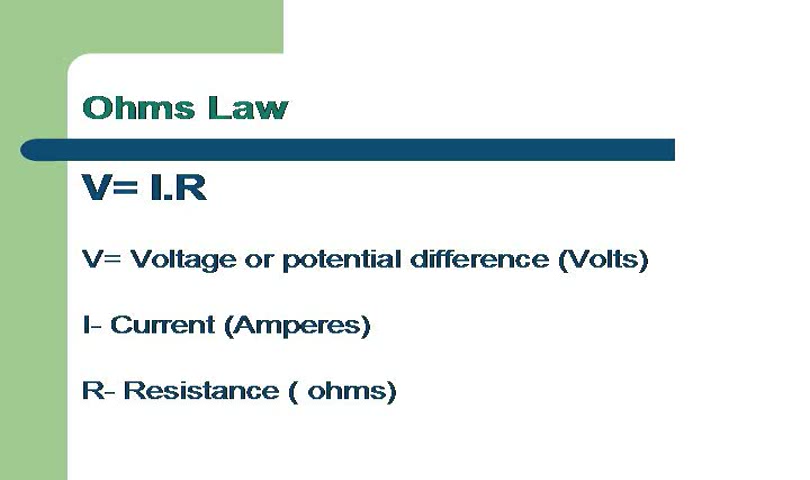 Ohms Law
V= I.R
V= Voltage or potential difference (Volts)
I- Current (Amperes)
R- Resistance ( ohms)